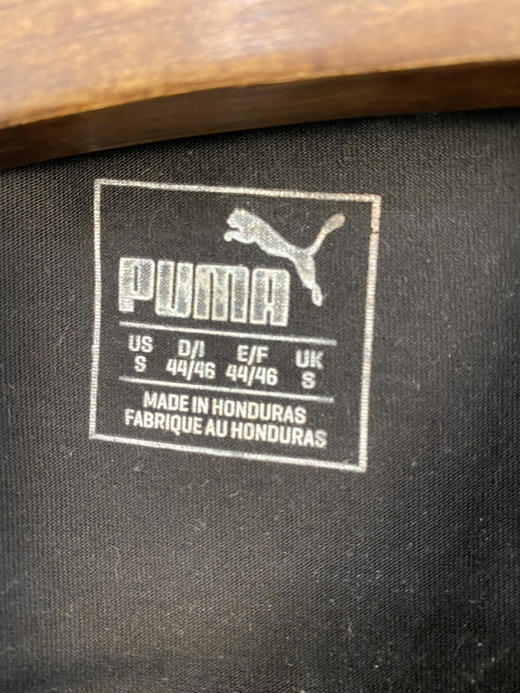 PUMA
US D/I E/F UK
S 44/46 44/46 S
MADE IN HONDURAS
FABRIQUE AU HONDURAS